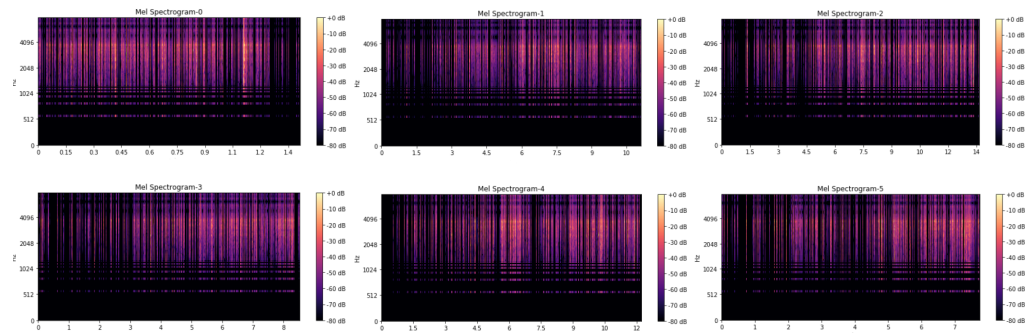 Mel Spectrogram-0
Mel Spectrogram-1
Mel Spectrogram-2
4096
2048
1024
512
0
0 0.15 0.3 0.45 0.6 0.75 0.9 1.1 1.2 1.4
+0 dB
-10 dB
-20 dB
-30 dB
-40 dB
-50 dB
-60 dB
-70 dB
-80 dB
Hz
4096
2048
1024
512
0
0 1.5 3 4.5 6 7.5 9 10
+0 dB
-10 dB
-20 dB
-30 dB
-40 dB
-50 dB
-60 dB
-70 dB
-80 dB
Hz
4096
2048
1024
512
0
0 1.5 3 4.5 6 7.5 9 10 12 14
+0 dB
-10 dB
-20 dB
-30 dB
-40 dB
-50 dB
-60 dB
-70 dB
-80 dB
Mel Spectrogram-3
Mel Spectrogram-4
Mel Spectrogram-5
4096
2048
1024
512
0
0 1 2 3 4 5 6 7 8
+0 dB
-10 dB
-20 dB
-30 dB
-40 dB
-50 dB
-60 dB
-70 dB
-80 dB
Hz
4096
2048
1024
512
0
0 1.5 3 4.5 6 7.5 9 10 12
+0 dB
-10 dB
-20 dB
-30 dB
-40 dB
-50 dB
-60 dB
-70 dB
-80 dB
Hz
4096
2048
1024
512
0
0 1 2 3 4 5 6 7
+0 dB
-10 dB
-20 dB
-30 dB
-40 dB
-50 dB
-60 dB
-70 dB
-80 dB